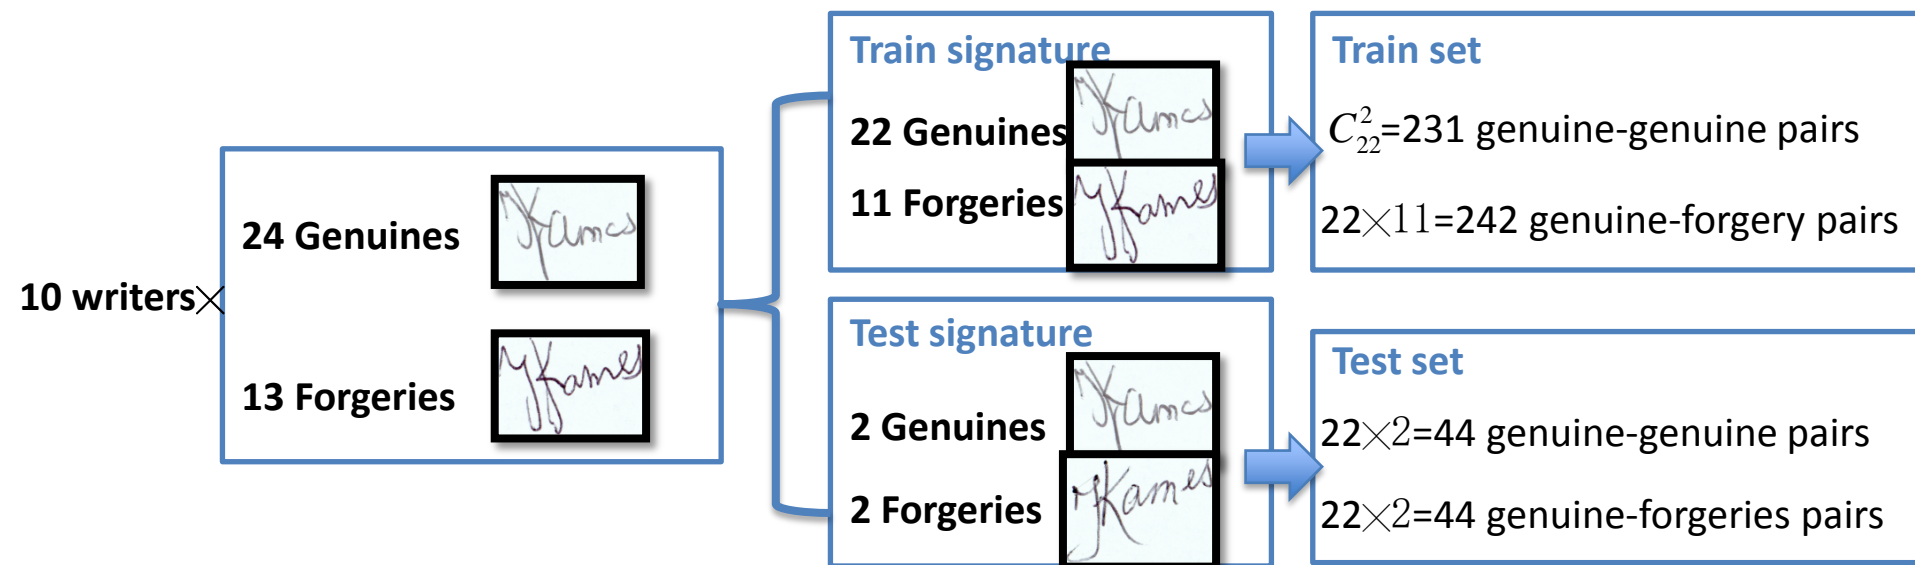 10 writers×
24 Genuines
13 Forgeries
Train signature
22 Genuines
11 Forgeries
Test signature
2 Genuines
2 Forgeries
Train set
C²₂₂=231 genuine-genuine pairs
22×11=242 genuine-forgery pairs
Test set
22×2=44 genuine-genuine pairs
22×2=44 genuine-forgeries pairs